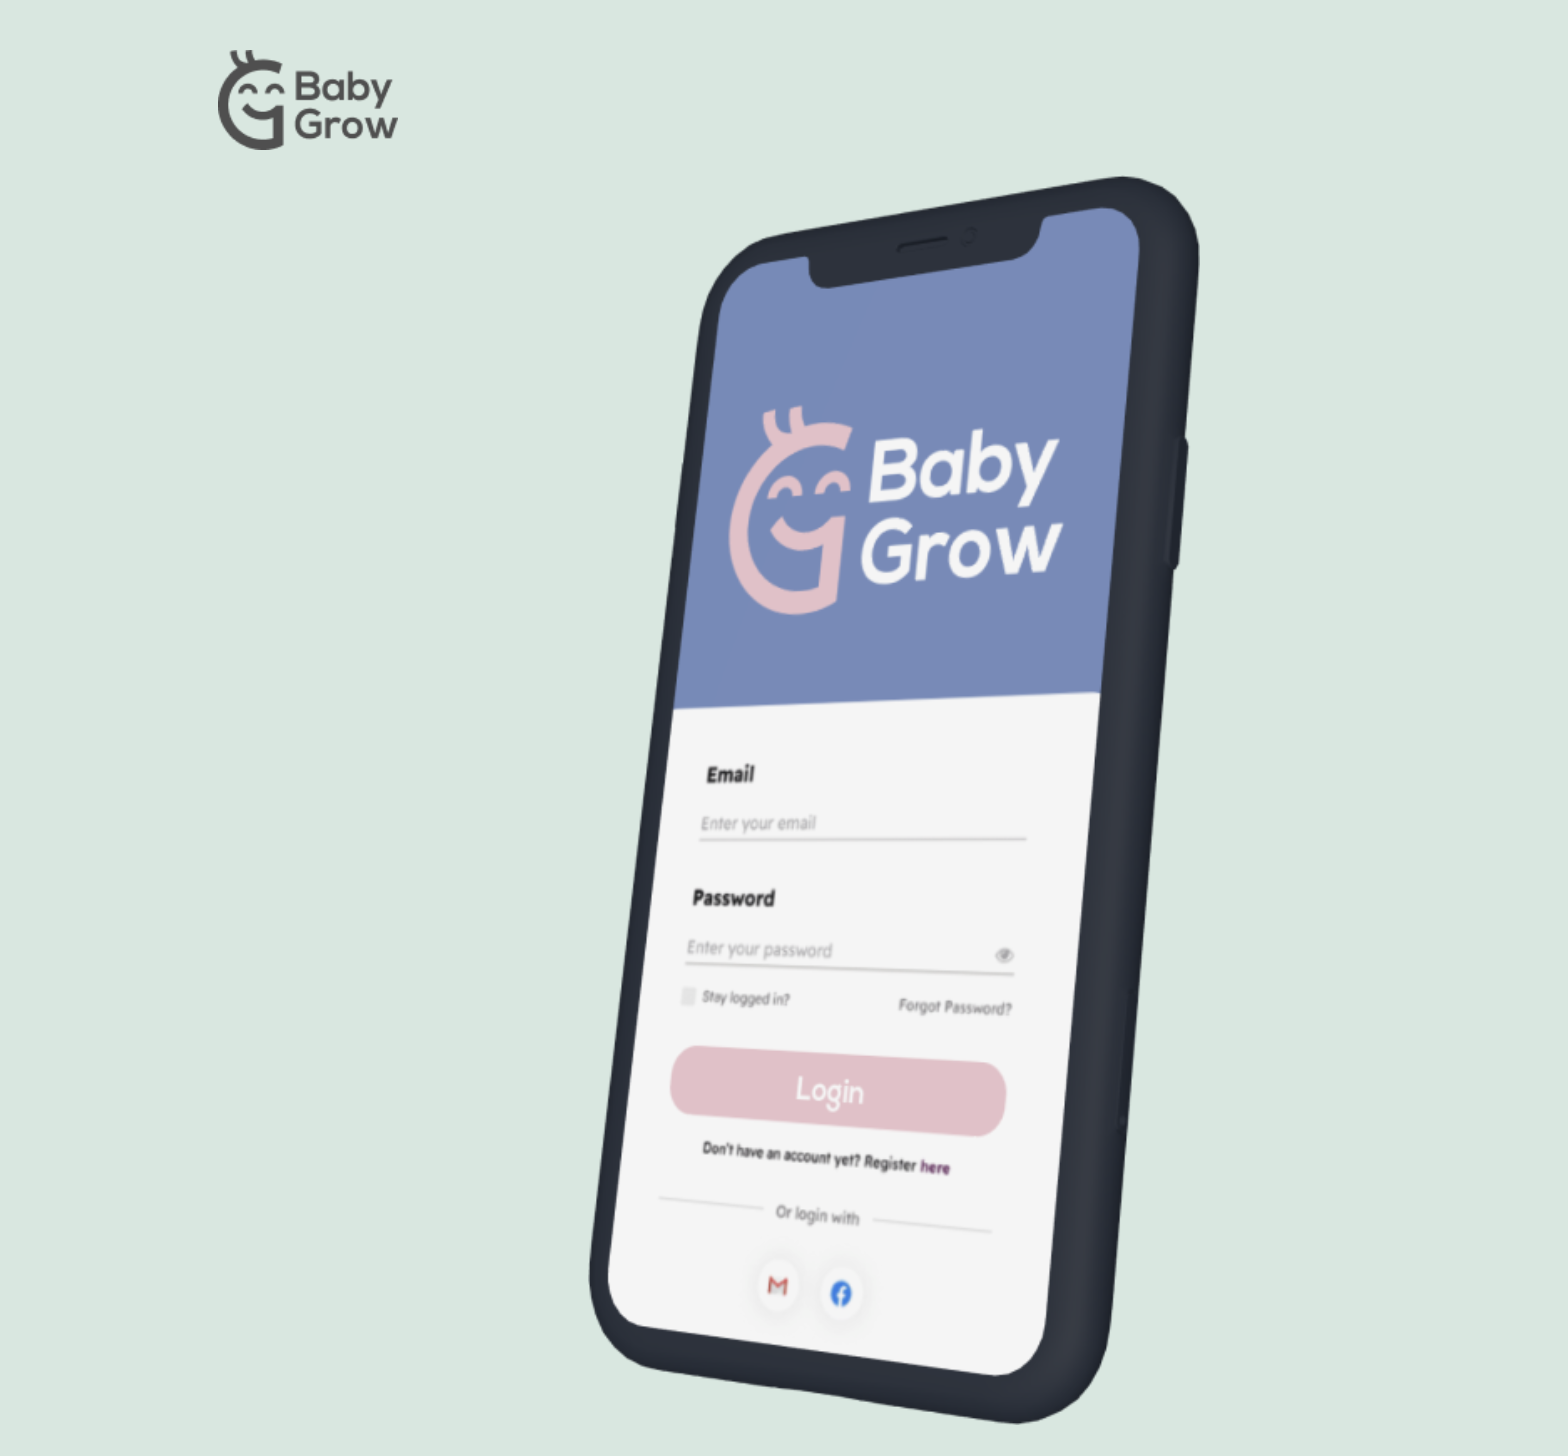 Baby
Grow
Baby
Grow
Email
Enter your email
Password
Enter your password
Stay logged in?
Forgot Password?
Login
Don't have an account yet? Register here
Or login with